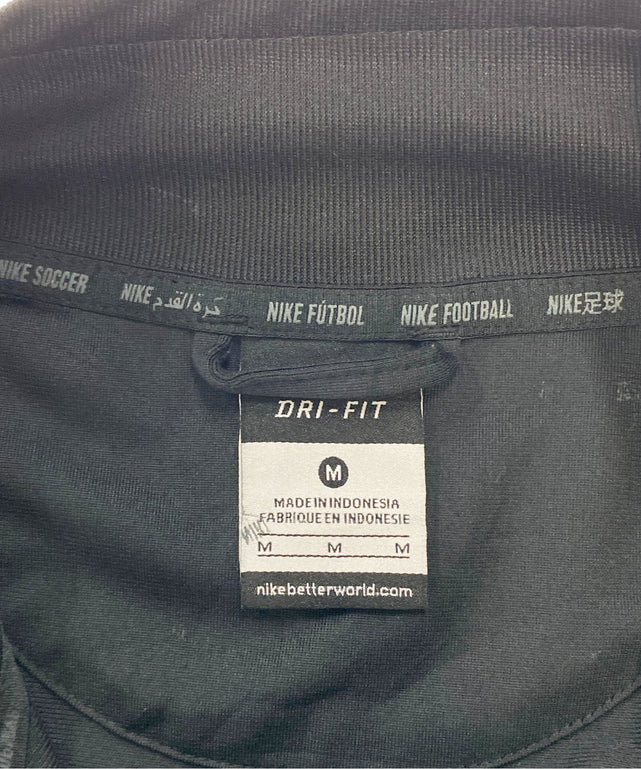 NIKE SOCCER NIKE كرة القدم NIKE FÚTBOL NIKE FOOTBALL NIKE足球
DRI-FIT
M
MADE IN INDONESIA
FABRIQUE EN INDONESIE
M M M
nikebetterworld.com